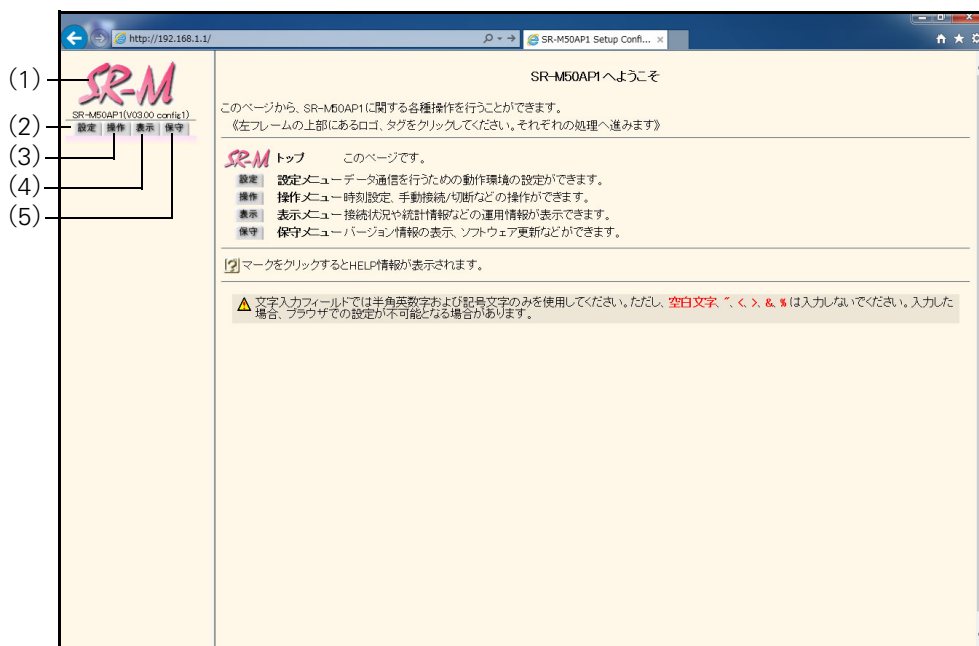 http://192.168.1.1/
SR-M50AP1 Setup Confi...
(1)
(2)
(3)
(4)
(5)
SR-M
SR-M50AP1(V03.00 config1)
設定 操作 表示 保守
SR-M50AP1へようこそ
このページから、SR-M50AP1に関する各種操作を行うことができます。
《左フレームの上部にあるロゴ、タグをクリックしてください。それぞれの処理へ進みます》
SR-M トップ このページです。
設定 設定メニュー データ通信を行うための動作環境の設定ができます。
操作 操作メニュー 時刻設定、手動接続/切断などの操作ができます。
表示 表示メニュー 接続状況や統計情報などの運用情報が表示できます。
保守 保守メニュー バージョン情報の表示、ソフトウェア更新などができます。
[?]マークをクリックするとHELP情報が表示されます。
文字入力フィールドでは半角英数字および記号文字のみを使用してください。ただし、空白文字、"、<、>、&、%は入力しないでください。入力した
場合、ブラウザでの設定が不可能となる場合があります。